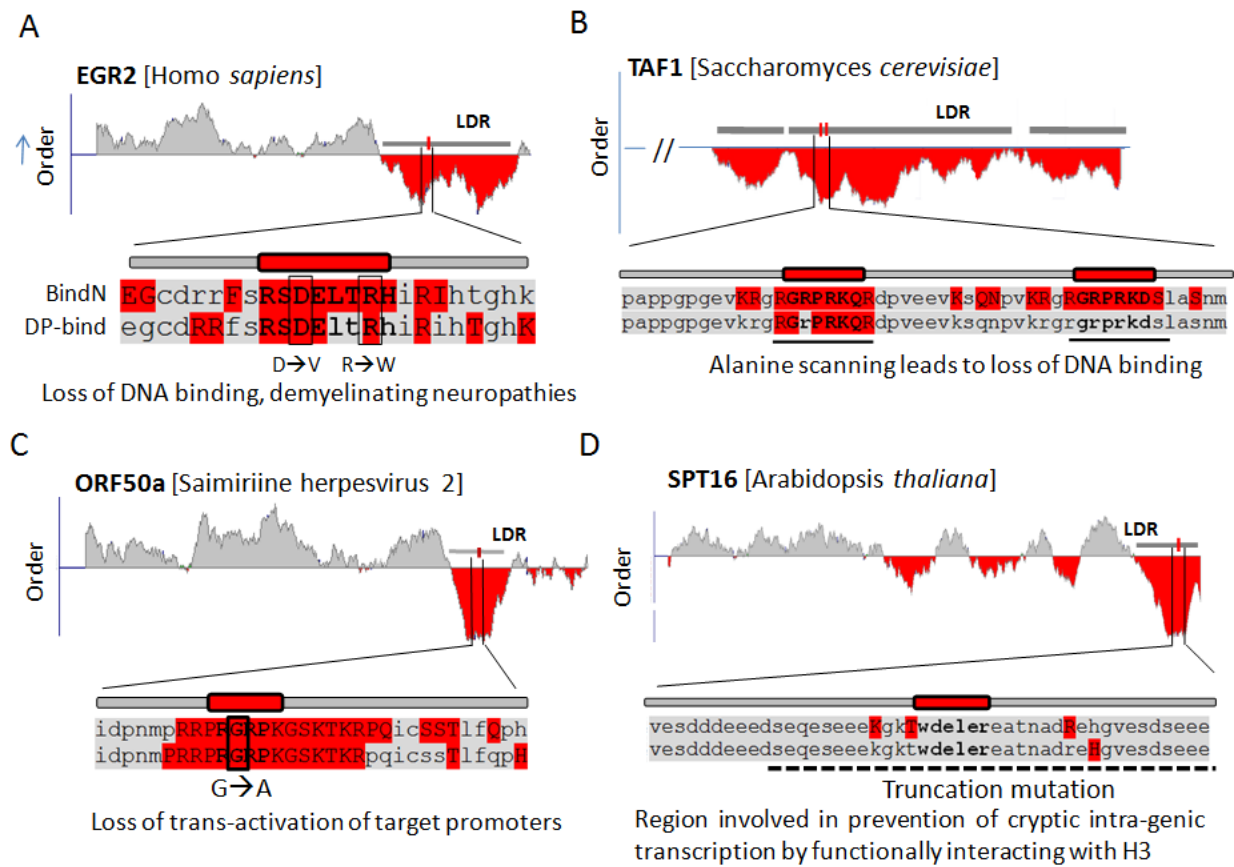 A
EGR2 [Homo sapiens]
Order
LDR
BindN EGcdrrFsRSDELTRHiRIhtghk
DP-bind egcdRRfsRSDEltRhiRihTghK
D→V R→W
Loss of DNA binding, demyelinating neuropathies
B
TAF1 [Saccharomyces cerevisiae]
Order
//
LDR
pappgpgevKRgRGRPRKQRdpveevKsQNpvKRgRGRPRKDSlaSnm
pappgpgevkrgRGrPRKQRdpveevksqnpvkrgrgrprkdslasnm
Alanine scanning leads to loss of DNA binding
C
ORF50a [Saimiriine herpesvirus 2]
Order
LDR
idpnmpRRPRGRPKGSKTKRPQicSSTlfQph
idpnmPRRPRGRPKGSKTKRpqicssTlfqpH
G→A
Loss of trans-activation of target promoters
D
SPT16 [Arabidopsis thaliana]
Order
LDR
vesdddeeedseqeseeeKgkTwdelereatnadRehgvesdseee
vesdddeeedseqeseeekgktwdelereatnadreHgvesdseee
Truncation mutation
Region involved in prevention of cryptic intra-genic
transcription by functionally interacting with H3